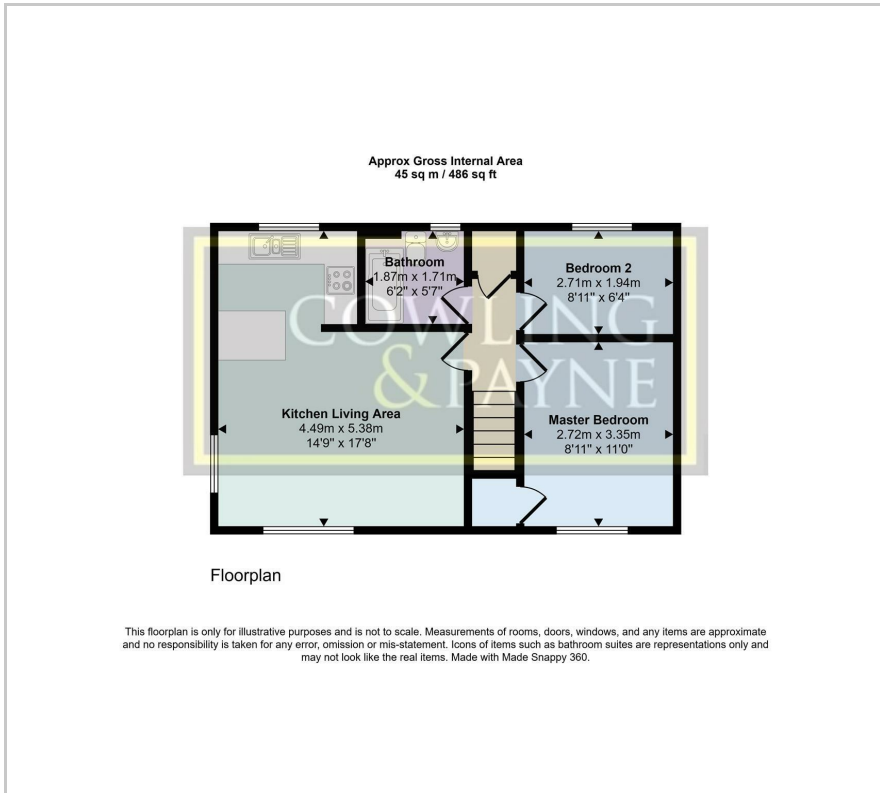 Approx Gross Internal Area
45 sq m / 486 sq ft
Bathroom
1.87m x 1.71m
6'2" x 5'7"
Bedroom 2
2.71m x 1.94m
8'11" x 6'4"
COWLING
& PAYNE
Kitchen Living Area
4.49m x 5.38m
14'9" x 17'8"
Master Bedroom
2.72m x 3.35m
8'11" x 11'0"
Floorplan
This floorplan is only for illustrative purposes and is not to scale. Measurements of rooms, doors, windows, and any items are approximate
and no responsibility is taken for any error, omission or mis-statement. Icons of items such as bathroom suites are representations only and
may not look like the real items. Made with Made Snappy 360.